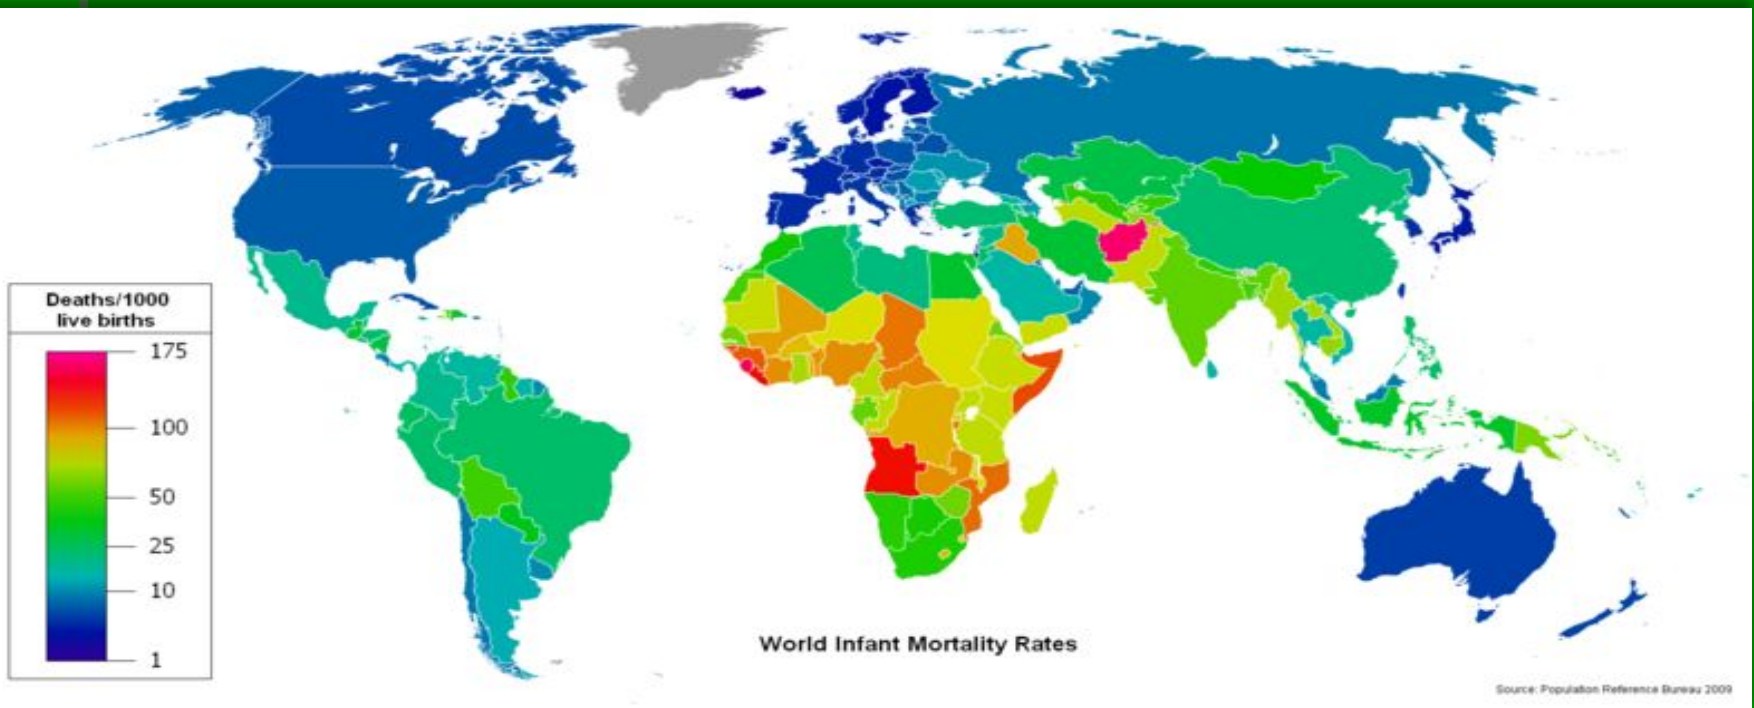 Deaths/1000
live births
175
100
50
25
10
1
World Infant Mortality Rates
Source: Population Reference Bureau 2009